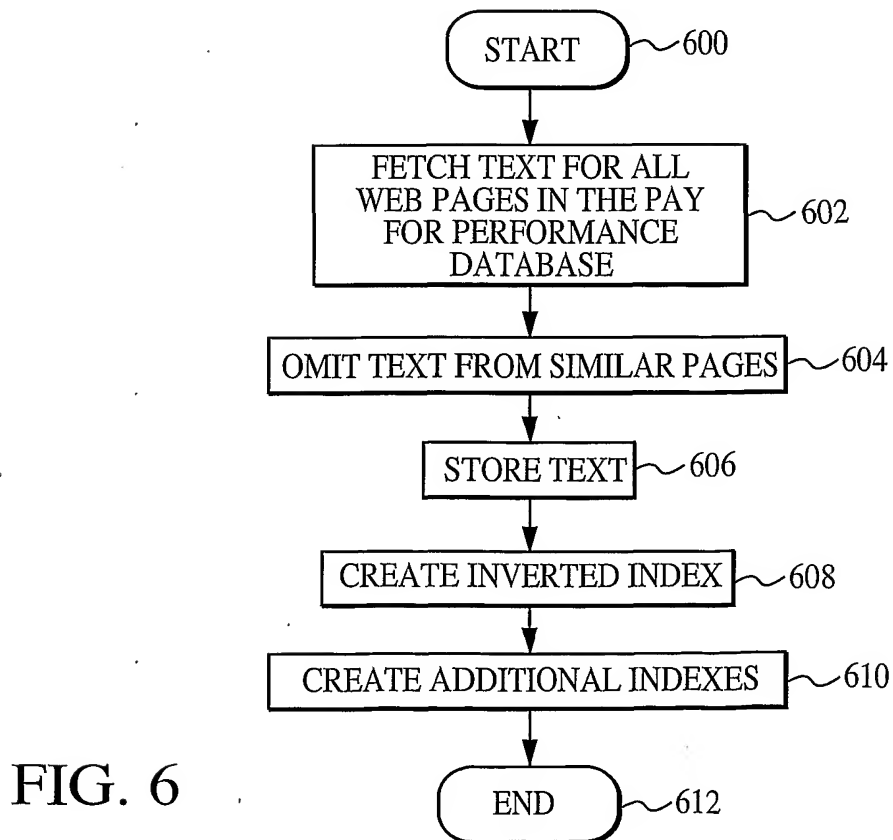 START
600
FETCH TEXT FOR ALL
WEB PAGES IN THE PAY
FOR PERFORMANCE
DATABASE
602
OMIT TEXT FROM SIMILAR PAGES
604
STORE TEXT
606
CREATE INVERTED INDEX
608
CREATE ADDITIONAL INDEXES
610
END
612
FIG. 6